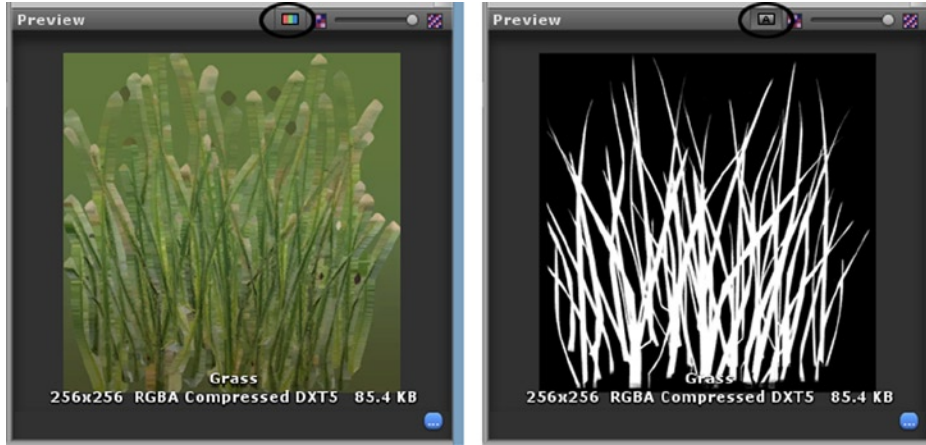 Preview
Grass
256x256 RGBA Compressed DXT5 85.4 KB
...
Preview
A
Grass
256x256 RGBA Compressed DXT5 85.4 KB
...